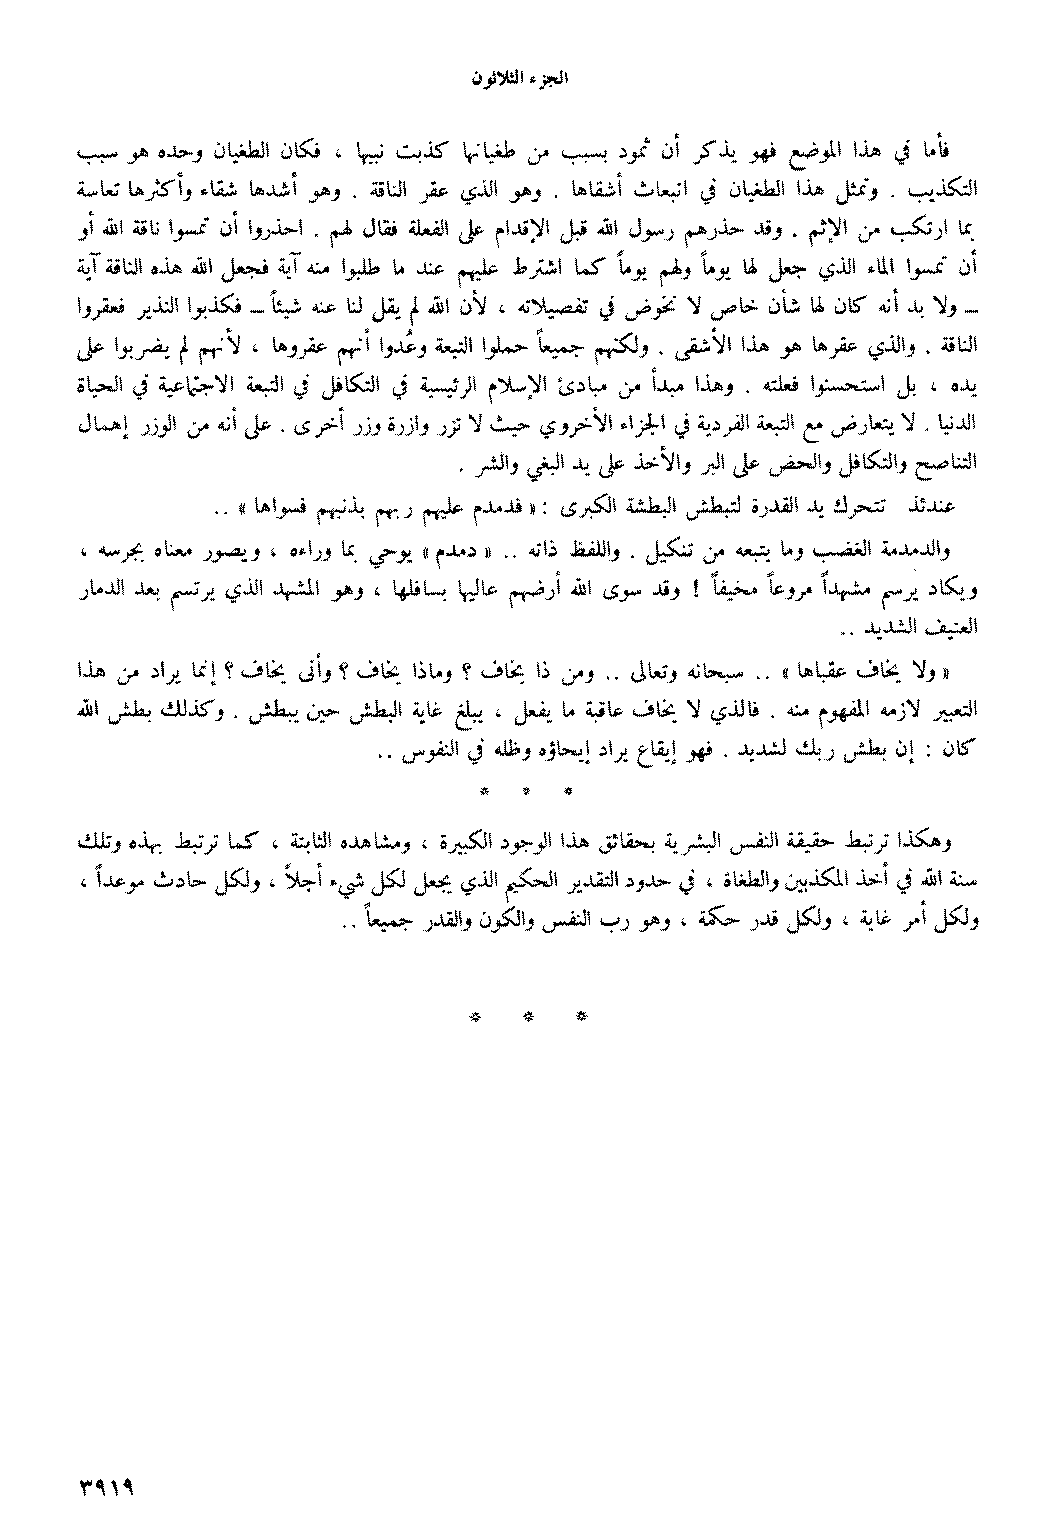 الجزء الثلاثون
فأما في هذا الموضع فهو يذكر أن ثمود بسبب من طغيانها كذبت نبيها ، فكان الطغيان وحده هو سبب
التكذيب . وتمثل هذا الطغيان في انبعاث أشقاها . وهو الذي عقر الناقة . وهو أشدها شقاء وأكثرها تعاسة
بما ارتكب من الإثم . وقد حذرهم رسول الله قبل الإقدام على الفعلة فقال لهم . احذروا أن تمسوا ناقة الله أو
أن تمسوا الماء الذي جعل لها يوماً ولهم يوماً كما اشترط عليهم عند ما طلبوا منه آية فجعل الله هذه الناقة آية
ــ ولا بد أنه كان لها شأن خاص لا نخوض في تفصيلاته ، لأن الله لم يقل لنا عنه شيئاً ــ فكذبوا النذير فعقروا
الناقة . والذي عقرها هو هذا الأشقى . ولكنهم جميعاً حملوا التبعة وعُدوا أنهم عقروها ، لأنهم لم يضربوا على
يده ، بل استحسنوا فعلته . وهذا مبدأ من مبادئ الإسلام الرئيسية في التكافل في التبعة الاجتماعية في الحياة
الدنيا . لا يتعارض مع التبعة الفردية في الجزاء الأخروي حيث لا تزر وازرة وزر أخرى . على أنه من الوزر إهمال
التناصح والتكافل والحض على البر والأخذ على يد البغي والشر .
عندئذ تتحرك يد القدرة لتبطش البطشة الكبرى : « فدمدم عليهم ربهم بذنبهم فسواها » ..
والدمدمة الغضب وما يتبعه من تنكيل . واللفظ ذاته .. « دمدم » يوحي بما وراءه ، ويصور معناه بجرسه ،
ويكاد يرسم مشهداً مروعاً مخيفاً ! وقد سوى الله أرضهم عاليها بسافلها ، وهو المشهد الذي يرتسم بعد الدمار
العنيف الشديد ..
« ولا يخاف عقباها » .. سبحانه وتعالى .. ومن ذا يخاف ؟ وماذا يخاف ؟ وأنى يخاف ؟ إنما يراد من هذا
التعبير لازمه المفهوم منه . فالذي لا يخاف عاقبة ما يفعل ، يبلغ غاية البطش حين يبطش . وكذلك بطش الله
كان : إن بطش ربك لشديد . فهو إيقاع يراد إيحاؤه وظله في النفوس ..
* * *
وهكذا ترتبط حقيقة النفس البشرية بحقائق هذا الوجود الكبيرة ، ومشاهده الثابتة ، كما ترتبط بهذه وتلك
سنة الله في أخذ المكذبين والطغاة ، في حدود التقدير الحكيم الذي يجعل لكل شيء أجلاً ، ولكل حادث موعداً ،
ولكل أمر غاية ، ولكل قدر حكمة ، وهو رب النفس والكون والقدر جميعاً ..
* * *
٣٩١٩